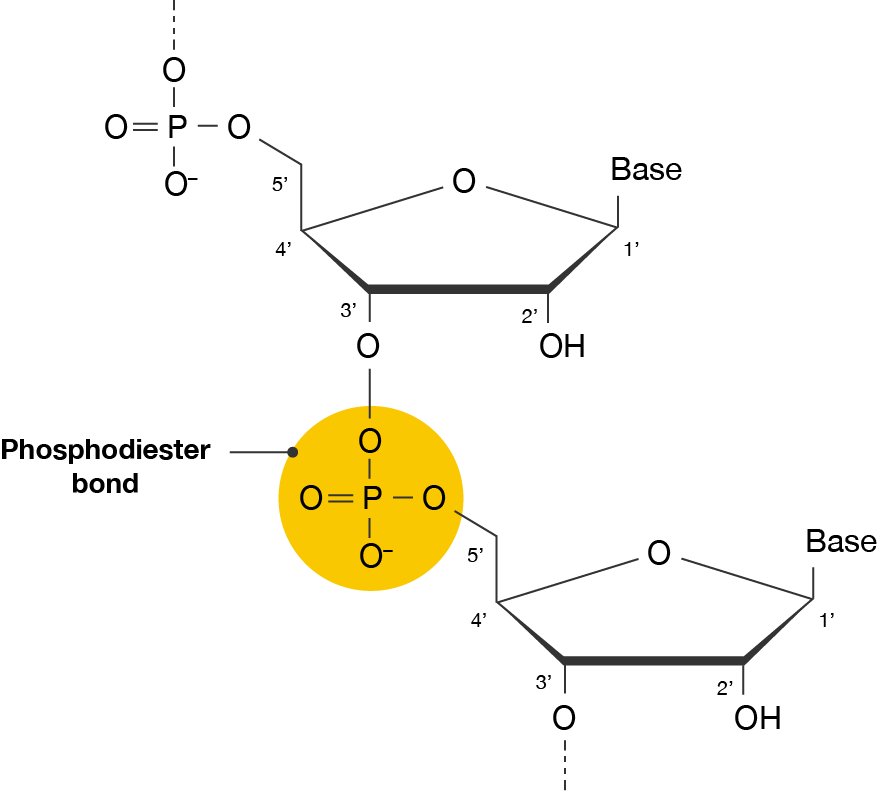 O
O=P-O
O-
5’
O
Base
4’
1’
3’
2’
O
OH
Phosphodiester
bond
O
O=P-O
O-
5’
O
Base
4’
1’
3’
2’
O
OH